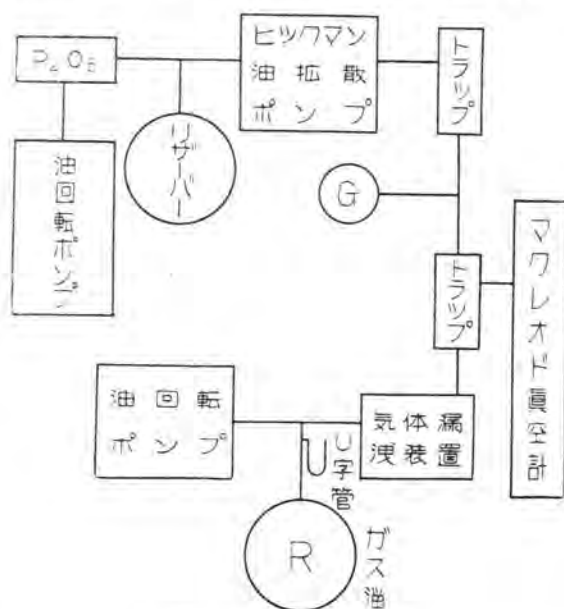 P₂O₅
油回転ポンプ
リザーバー
ヒックマン
油拡散
ポンプ
トラップ
G
トラップ
マクレオド眞空計
油回転
ポンプ
U字管
気体漏
洩装置
R
ガス溜